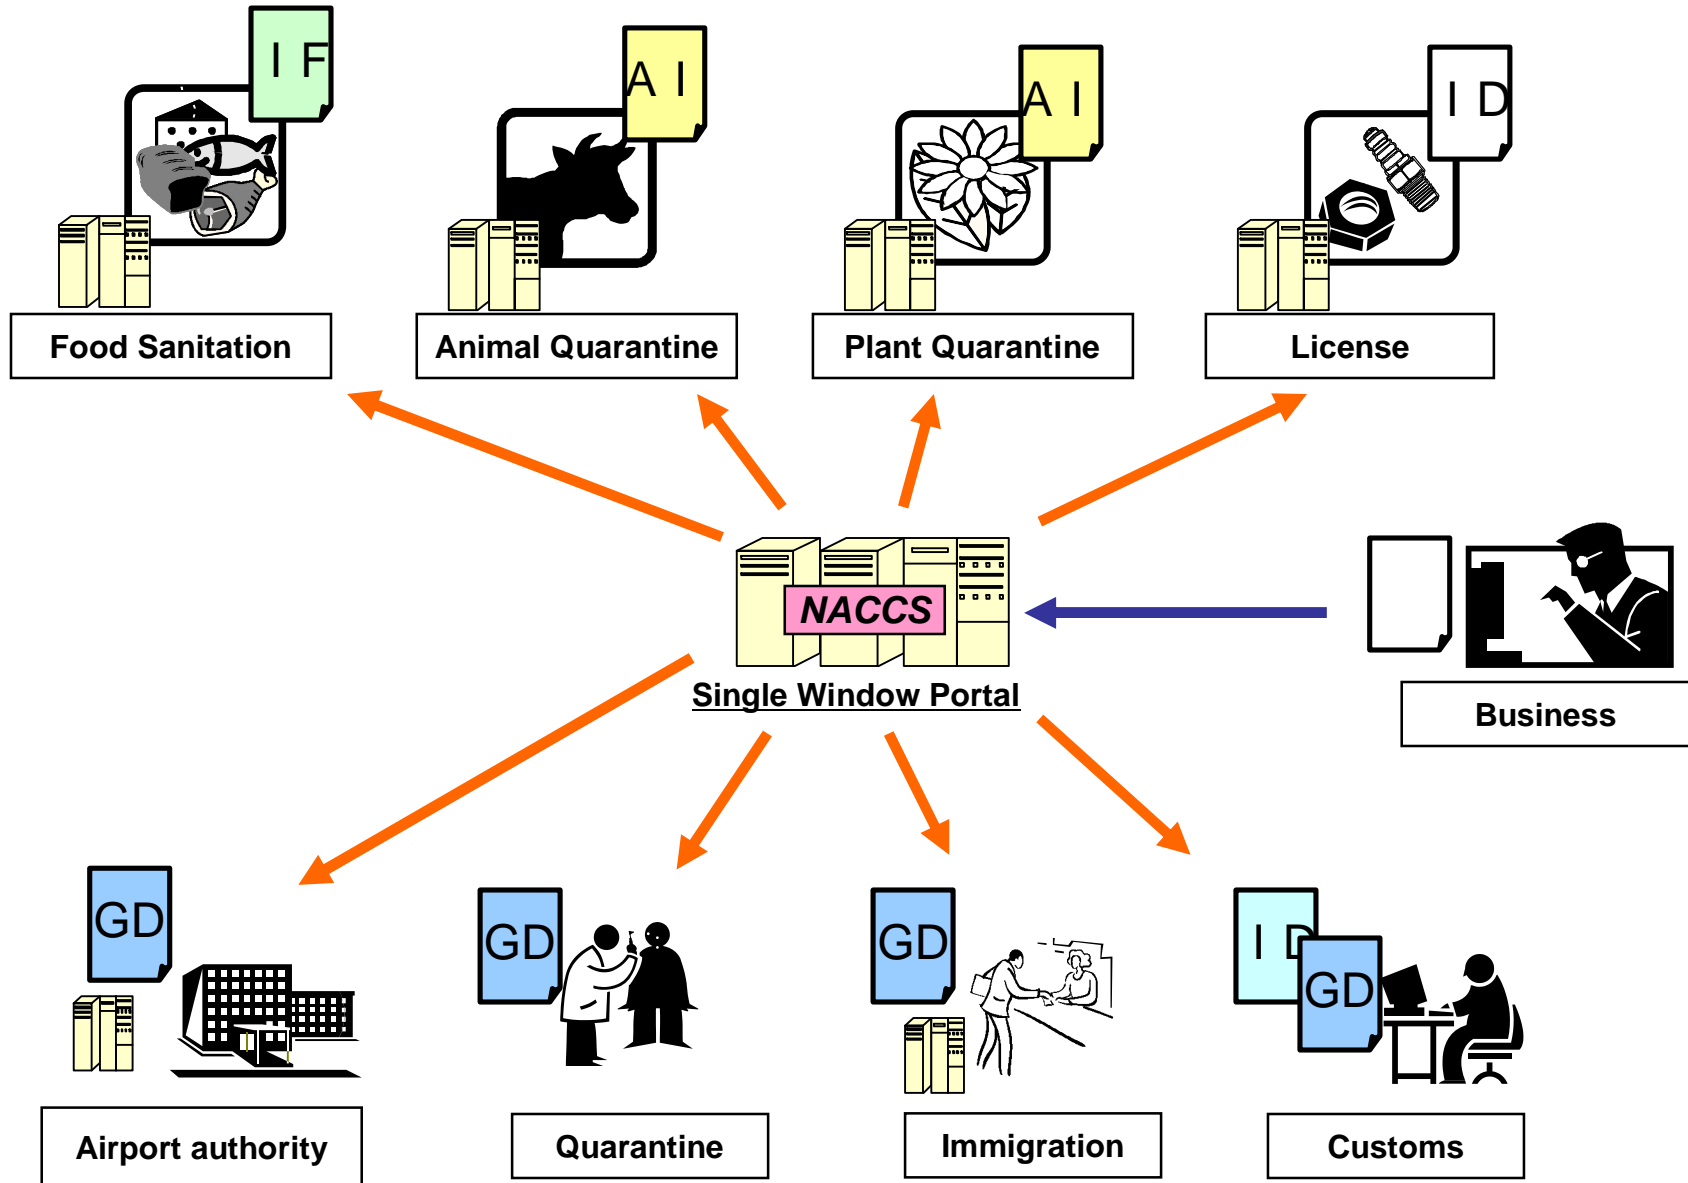 I F
A I
A I
I D
Food Sanitation
Animal Quarantine
Plant Quarantine
License
NACCS
Single Window Portal
Business
GD
GD
GD
I D
GD
Airport authority
Quarantine
Immigration
Customs